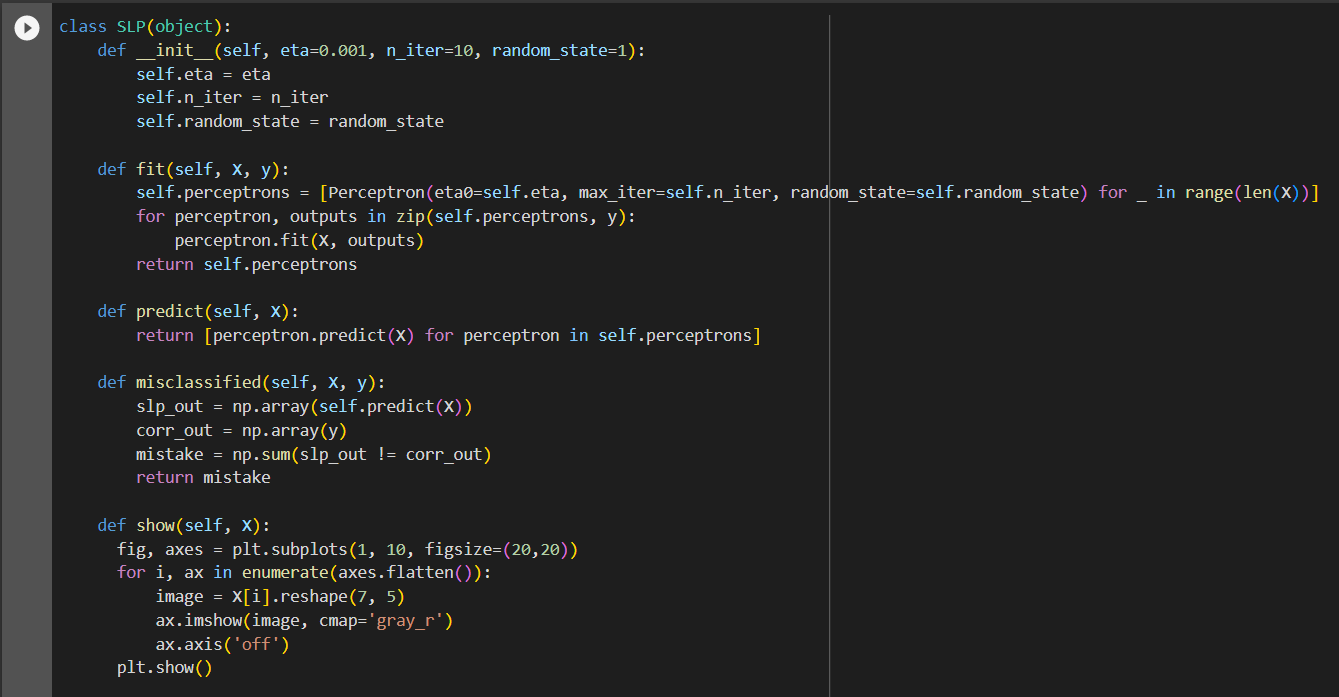 class SLP(object):
    def __init__(self, eta=0.001, n_iter=10, random_state=1):
        self.eta = eta
        self.n_iter = n_iter
        self.random_state = random_state

    def fit(self, X, y):
        self.perceptrons = [Perceptron(eta0=self.eta, max_iter=self.n_iter, random_state=self.random_state) for _ in range(len(X))]
        for perceptron, outputs in zip(self.perceptrons, y):
            perceptron.fit(X, outputs)
        return self.perceptrons

    def predict(self, X):
        return [perceptron.predict(X) for perceptron in self.perceptrons]

    def misclassified(self, X, y):
        slp_out = np.array(self.predict(X))
        corr_out = np.array(y)
        mistake = np.sum(slp_out != corr_out)
        return mistake

    def show(self, X):
      fig, axes = plt.subplots(1, 10, figsize=(20,20))
      for i, ax in enumerate(axes.flatten()):
          image = X[i].reshape(7, 5)
          ax.imshow(image, cmap='gray_r')
          ax.axis('off')
      plt.show()